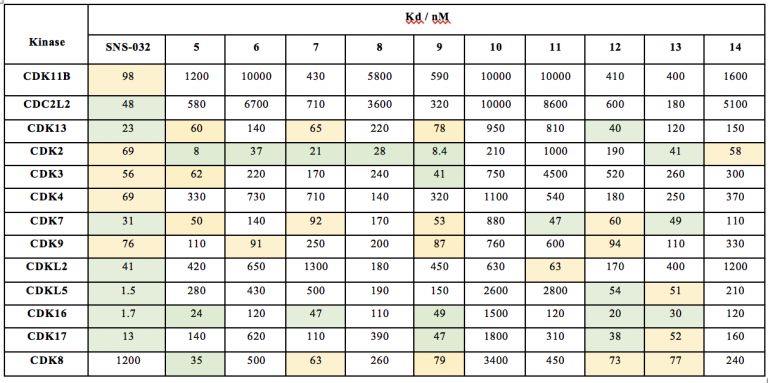 Kinase Kd / nM
SNS-032 5 6 7 8 9 10 11 12 13 14
CDK11B 98 1200 10000 430 5800 590 10000 10000 410 400 1600
CDC2L2 48 580 6700 710 3600 320 10000 8600 600 180 5100
CDK13 23 60 140 65 220 78 950 810 40 120 150
CDK2 69 8 37 21 28 8.4 210 1000 190 41 58
CDK3 56 62 220 170 240 41 750 4500 520 260 300
CDK4 69 330 730 710 140 320 1100 540 180 250 370
CDK7 31 50 140 92 170 53 880 47 60 49 110
CDK9 76 110 91 250 200 87 760 600 94 110 330
CDKL2 41 420 650 1300 180 450 630 63 170 400 1200
CDKL5 1.5 280 430 500 190 150 2600 2800 54 51 210
CDK16 1.7 24 120 47 110 49 1500 120 20 30 120
CDK17 13 140 620 110 390 47 1800 310 38 52 160
CDK8 1200 35 500 63 260 79 3400 450 73 77 240